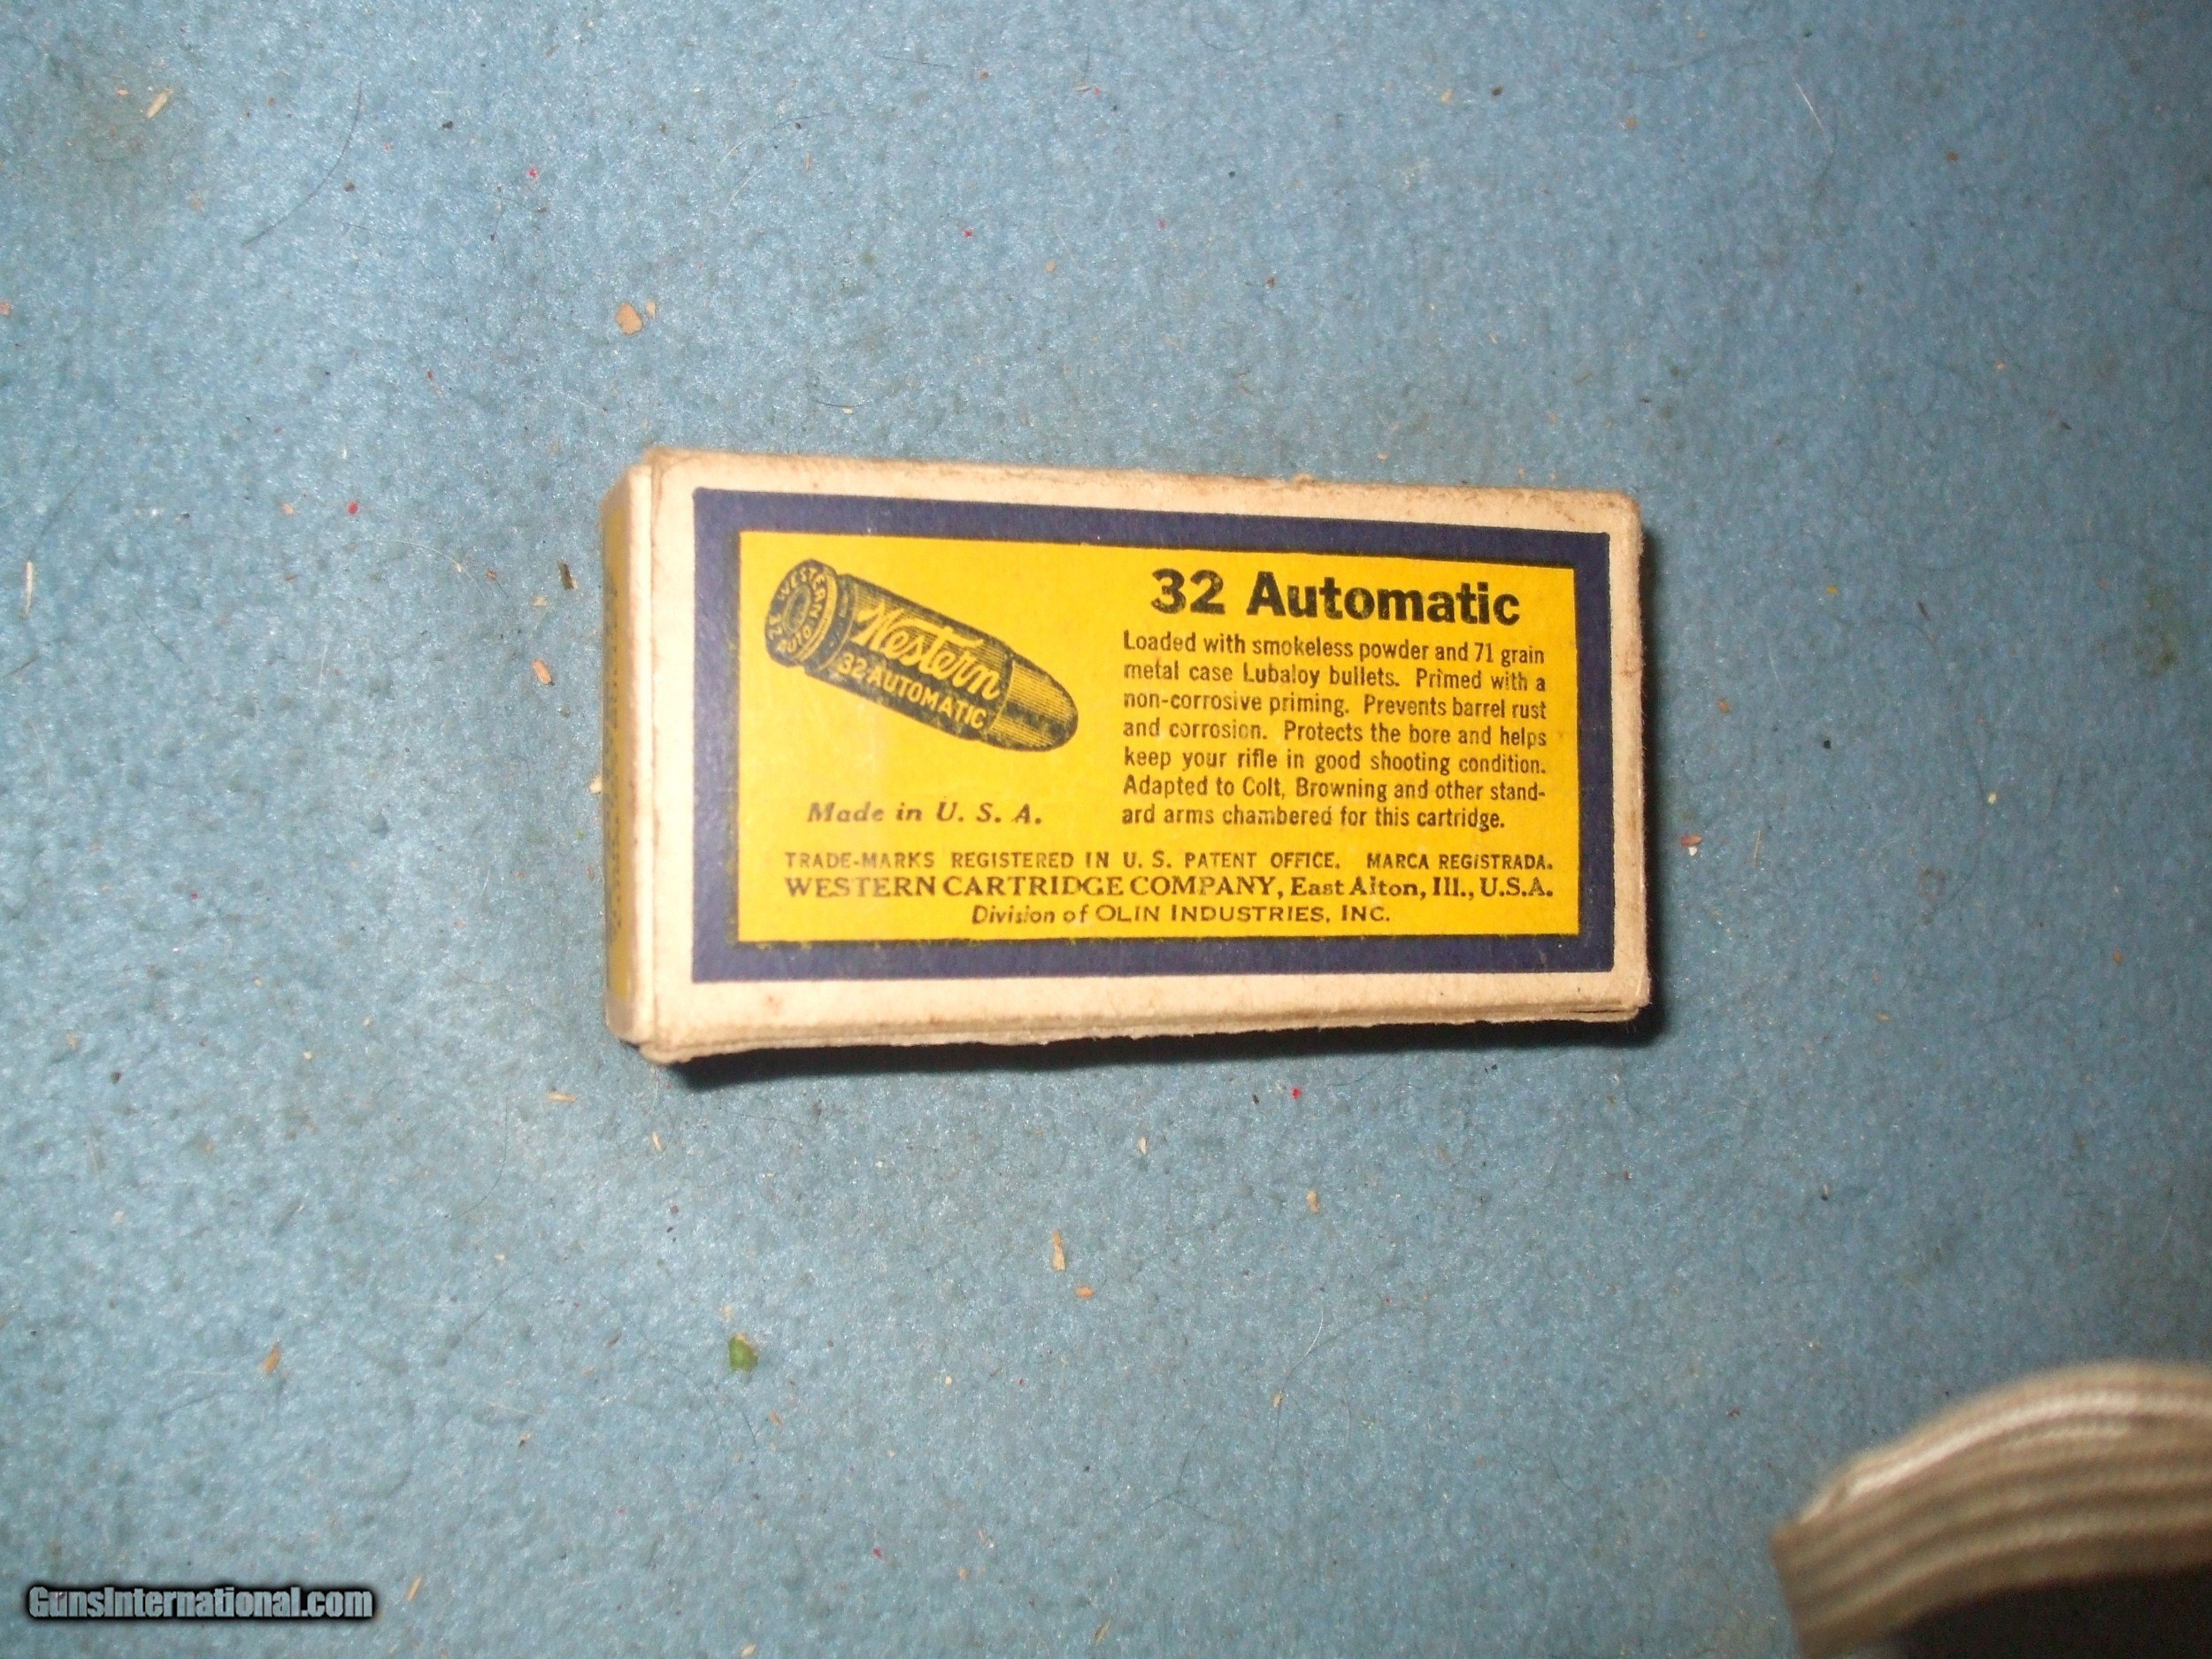 32 Automatic
WESTERN
32
AUTO
Western
32-AUTOMATIC
Loaded with smokeless powder and 71 grain
metal case Lubaloy bullets. Primed with a
non-corrosive priming. Prevents barrel rust
and corrosion. Protects the bore and helps
keep your rifle in good shooting condition.
Adapted to Colt, Browning and other stand-
ard arms chambered for this cartridge.
Made in U. S. A.
TRADE-MARKS REGISTERED IN U. S. PATENT OFFICE. MARCA REGISTRADA.
WESTERN CARTRIDGE COMPANY, East Alton, Ill., U.S.A.
Division of OLIN INDUSTRIES, INC.
GunsInternational.com